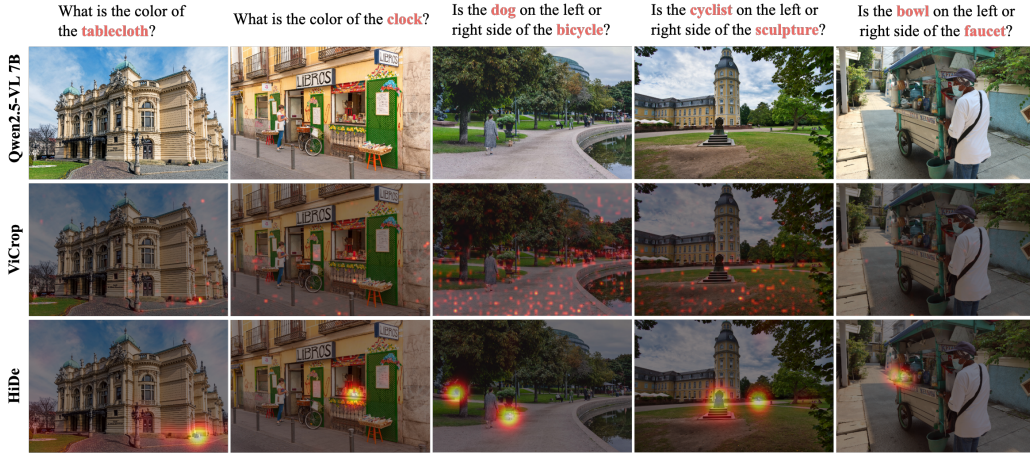 What is the color of
the tablecloth?
What is the color of the clock?
Is the dog on the left or
right side of the bicycle?
Is the cyclist on the left or
right side of the sculpture?
Is the bowl on the left or
right side of the faucet?
Qwen2.5-VL 7B
LIBROS
LIBROS
ViCrop
LIBROS
LIBROS
HiDe
LIBROS
LIBROS